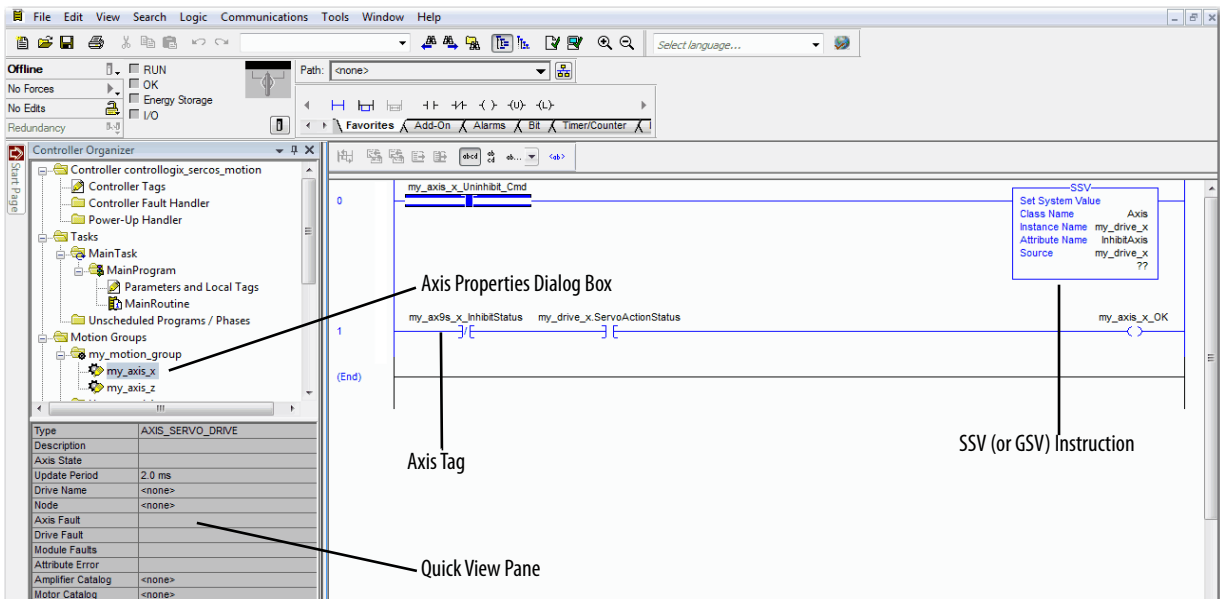 File Edit View Search Logic Communications Tools Window Help
Select language...
Offline
RUN
Path: <none>
No Forces
OK
Energy Storage
No Edits
I/O
Redundancy
Favorites Add-On Alarms Bit Timer/Counter
Start Page
Controller Organizer
Controller controllogix_sercos_motion
Controller Tags
Controller Fault Handler
Power-Up Handler
Tasks
MainTask
MainProgram
Parameters and Local Tags
MainRoutine
Unscheduled Programs / Phases
Motion Groups
my_motion_group
my_axis_x
my_axis_z
Type AXIS_SERVO_DRIVE
Description
Axis State
Update Period 2.0 ms
Drive Name <none>
Node <none>
Axis Fault
Drive Fault
Module Faults
Attribute Error
Amplifier Catalog <none>
Motor Catalog <none>
abcd ab cd ab... <ab>
0
my_axis_x_Uninhibit_Cmd
SSV
Set System Value
Class Name Axis
Instance Name my_drive_x
Attribute Name InhibitAxis
Source my_drive_x
??
Axis Properties Dialog Box
1
my_ax9s_x_InhibitStatus my_drive_x.ServoActionStatus my_axis_x_OK
(End)
Axis Tag
SSV (or GSV) Instruction
Quick View Pane